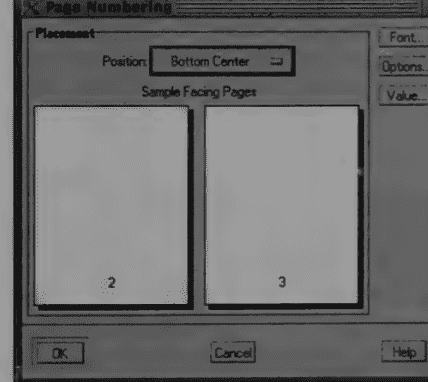 Page Numbering
Placement
Font...
Position: Bottom Center
Options...
Sample Facing Pages
Value...
2 3
OK Cancel Help